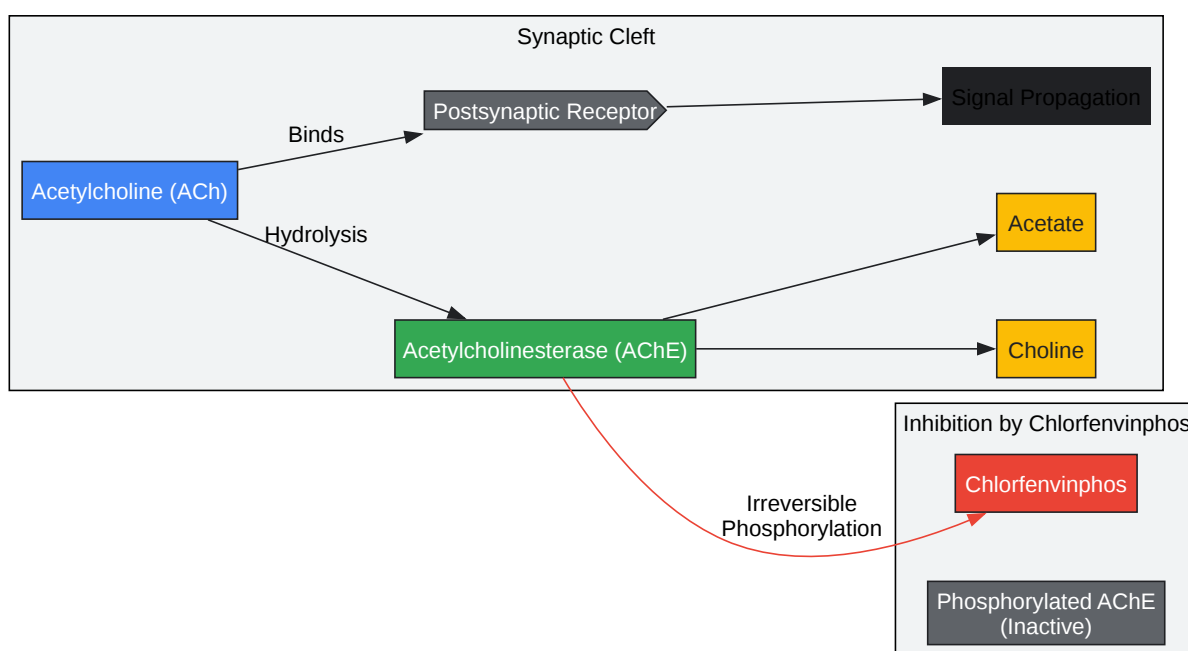 Synaptic Cleft
Postsynaptic Receptor
Signal Propagation
Binds
Acetylcholine (ACh)
Hydrolysis
Acetate
Acetylcholinesterase (AChE)
Choline
Inhibition by Chlorfenvinphos
Chlorfenvinphos
Irreversible
Phosphorylation
Phosphorylated AChE
(Inactive)